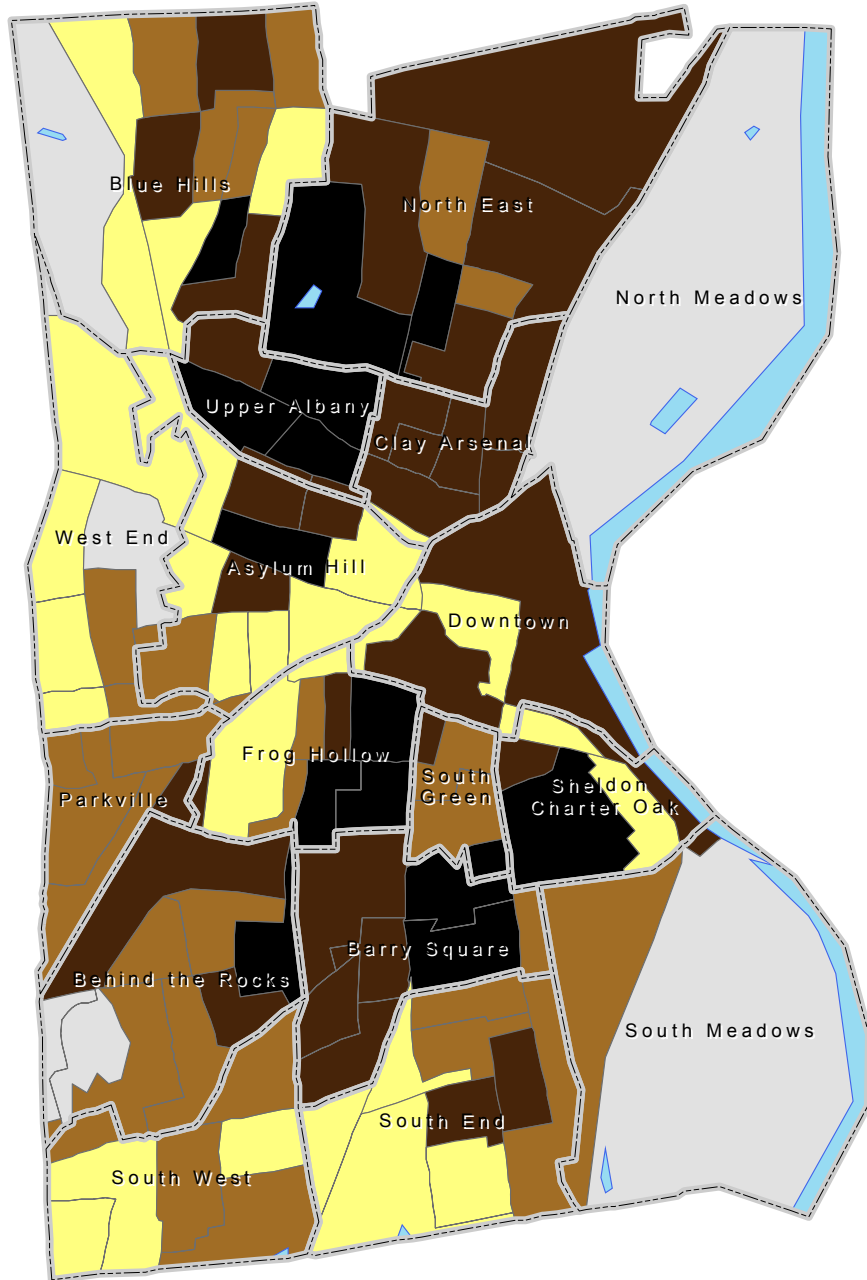 Blue Hills
North East
North Meadows
Upper Albany
Clay Arsenal
West End
Asylum Hill
Downtown
Frog Hollow
South
Green
Sheldon
Charter Oak
Parkville
Barry Square
Behind the Rocks
South Meadows
South End
South West